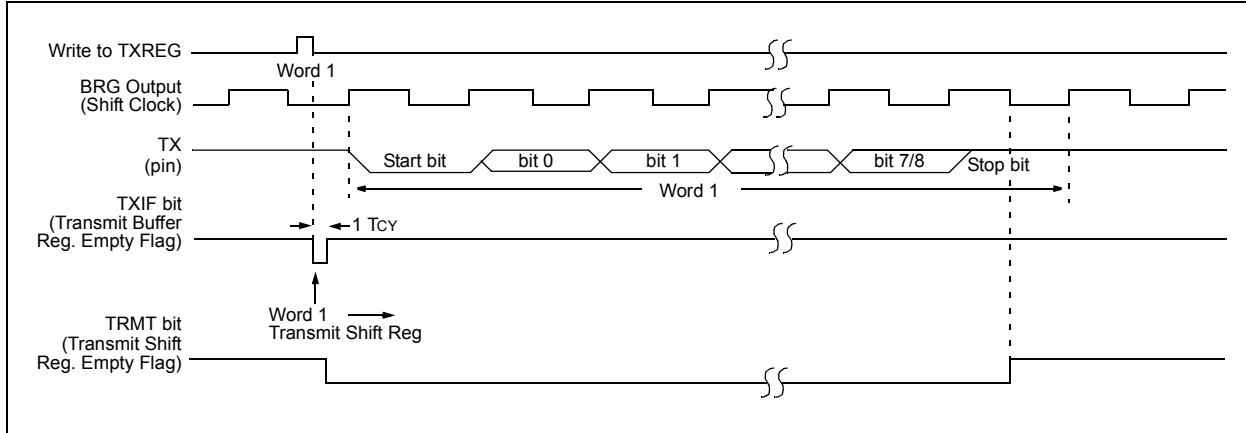 Write to TXREG
Word 1
BRG Output
(Shift Clock)
TX
(pin)
Start bit
bit 0
bit 1
bit 7/8
Stop bit
Word 1
TXIF bit
(Transmit Buffer
Reg. Empty Flag)
1 TCY
Word 1
Transmit Shift Reg
TRMT bit
(Transmit Shift
Reg. Empty Flag)